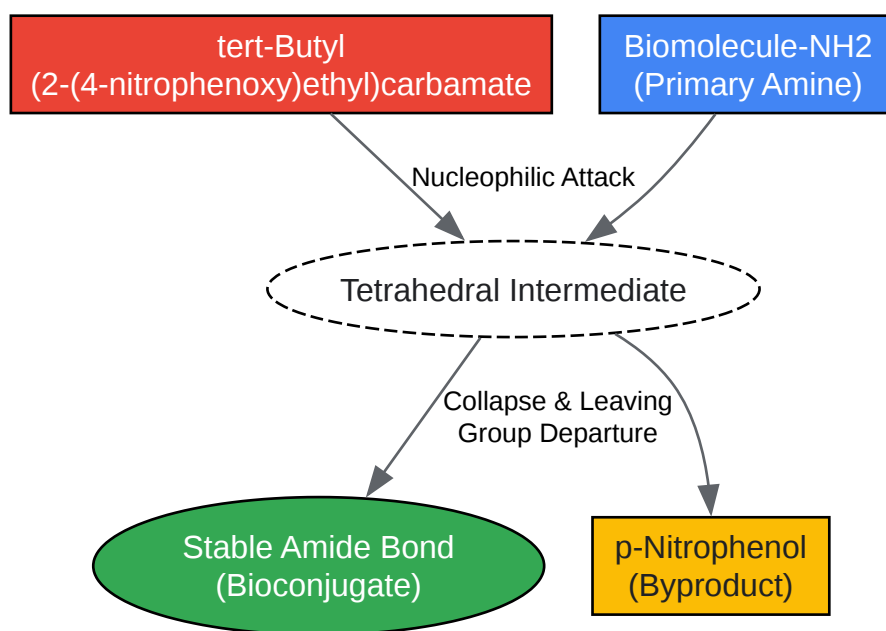 tert-Butyl
(2-(4-nitrophenoxy)ethyl)carbamate
Biomolecule-NH2
(Primary Amine)
Nucleophilic Attack
Tetrahedral Intermediate
Collapse & Leaving
Group Departure
Stable Amide Bond
(Bioconjugate)
p-Nitrophenol
(Byproduct)